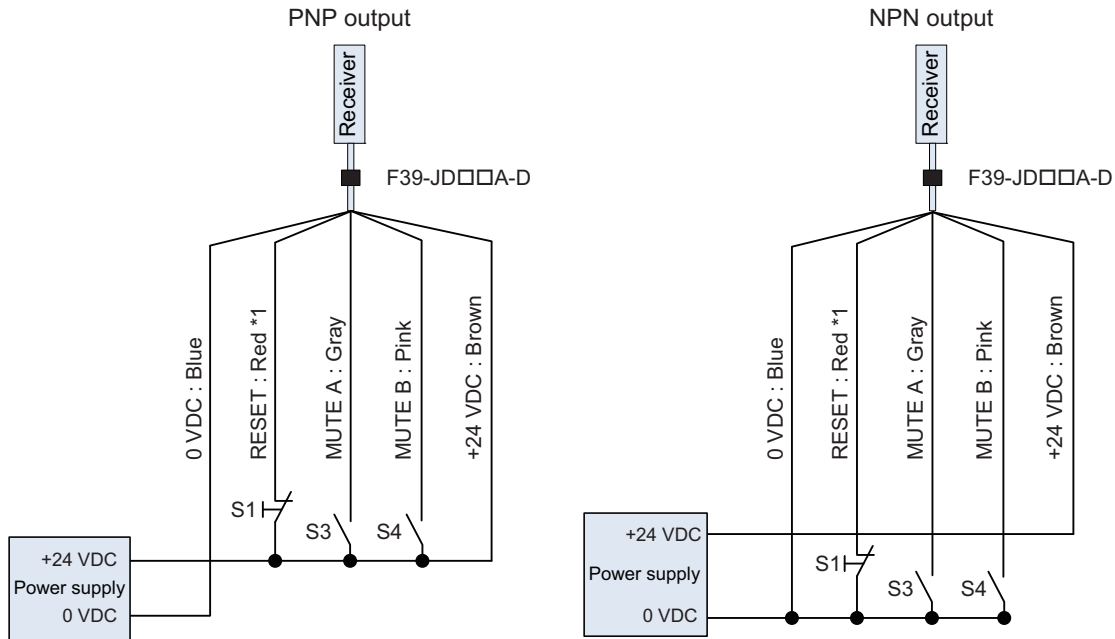 PNP output
Receiver
F39-JD□□A-D
0 VDC : Blue
RESET : Red *1
MUTE A : Gray
MUTE B : Pink
+24 VDC : Brown
S1
S3
S4
+24 VDC
Power supply
0 VDC
NPN output
Receiver
F39-JD□□A-D
0 VDC : Blue
RESET : Red *1
MUTE A : Gray
MUTE B : Pink
+24 VDC : Brown
+24 VDC
Power supply
0 VDC
S1
S3
S4